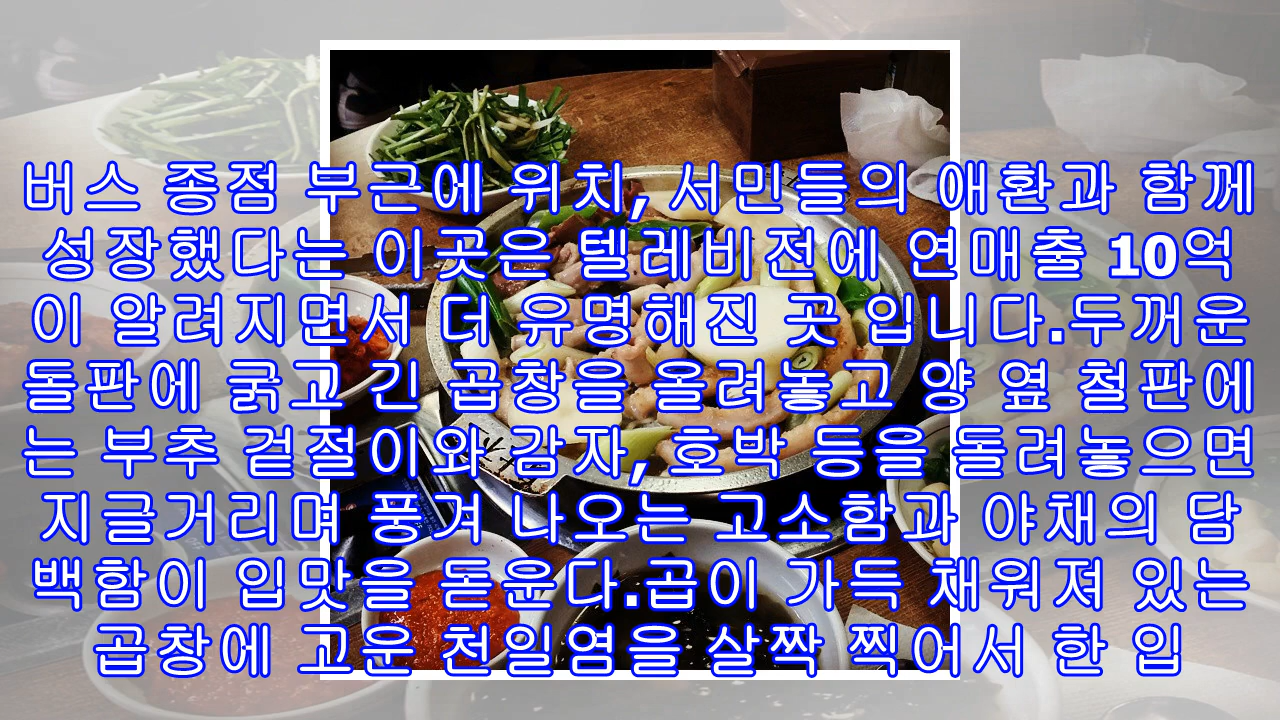 버스 종점 부근에 위치, 서민들의 애환과 함께
성장했다는 이곳은 텔레비전에 연매출 10억
이 알려지면서 더 유명해진 곳 입니다.두꺼운
돌판에 굵고 긴 곱창을 올려놓고 양 옆 철판에
는 부추 겉절이와 감자, 호박 등을 돌려놓으면
지글거리며 풍겨 나오는 고소함과 야채의 담
백함이 입맛을 돋운다.곱이 가득 채워져 있는
곱창에 고운 천일염을 살짝 찍어서 한 입